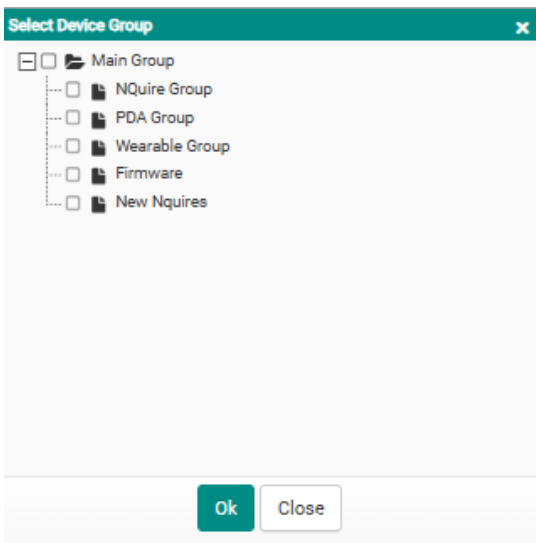 Select Device Group
Main Group
NQuire Group
PDA Group
Wearable Group
Firmware
New Nquires
Ok Close